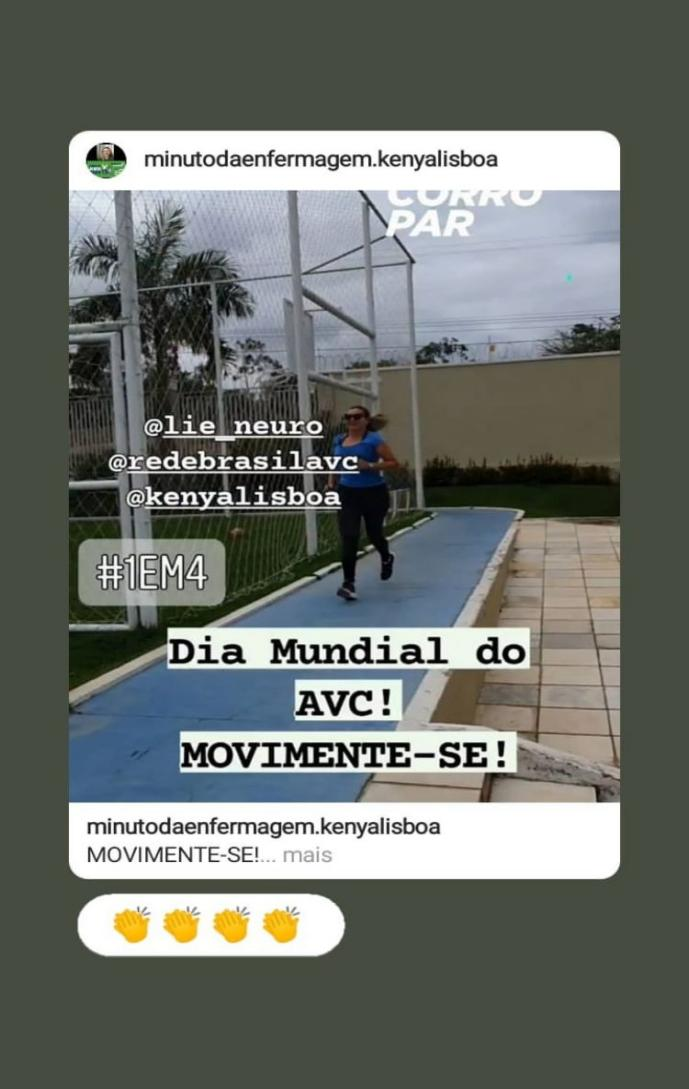 minutodaenfermagem.kenyalisboa
CORRO
PAR
@lie_neuro
@redebrasilavc
@kenyalisboa
#1EM4
Dia Mundial do
AVC!
MOVIMENTE-SE!
minutodaenfermagem.kenyalisboa
MOVIMENTE-SE!... mais